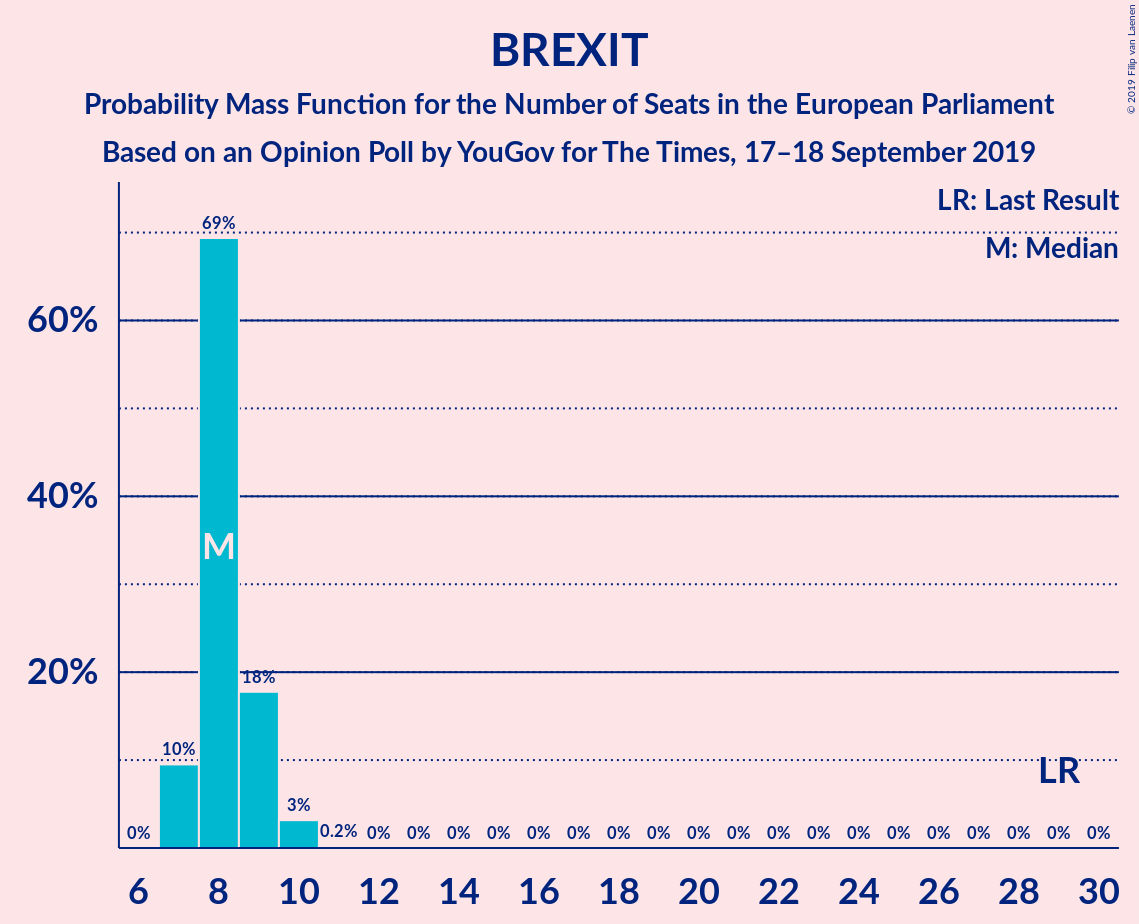 BREXIT
Probability Mass Function for the Number of Seats in the European Parliament
Based on an Opinion Poll by YouGov for The Times, 17–18 September 2019
© 2019 Filip van Laenen
LR: Last Result
M: Median
69%
60%
40%
M
20%
18%
10%
LR
3%
0% 0.2% 0% 0% 0% 0% 0% 0% 0% 0% 0% 0% 0% 0% 0% 0% 0% 0% 0% 0% 0%
6 8 10 12 14 16 18 20 22 24 26 28 30